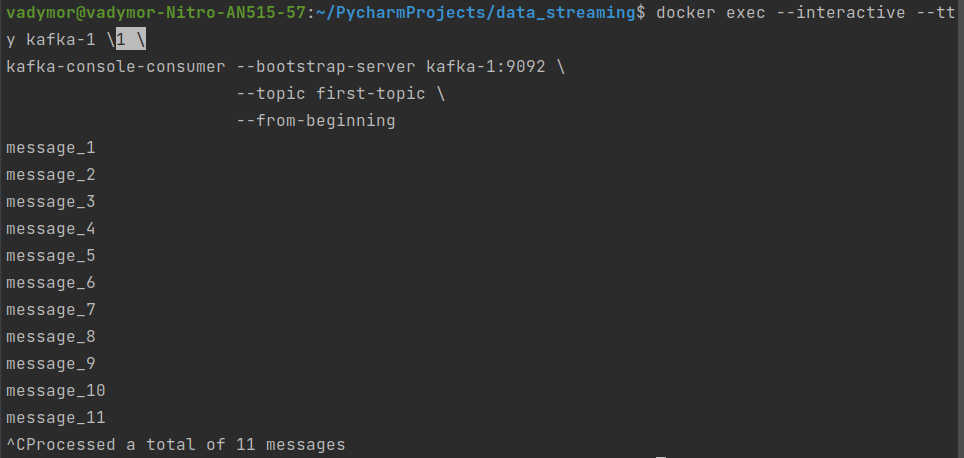 vadymor@vadymor-Nitro-AN515-57:~/PycharmProjects/data_streaming$ docker exec --interactive --tt
y kafka-1 \1 \
kafka-console-consumer --bootstrap-server kafka-1:9092 \
                       --topic first-topic \
                       --from-beginning
message_1
message_2
message_3
message_4
message_5
message_6
message_7
message_8
message_9
message_10
message_11
^CProcessed a total of 11 messages